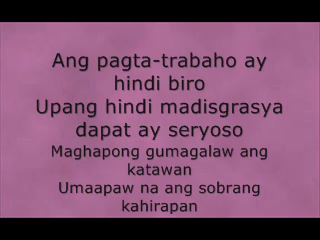 Ang pagta-trabaho ay
hindi biro
Upang hindi madisgrasya
dapat ay seryoso
Maghapong gumagalaw ang
katawan
Umaapaw na ang sobrang
kahirapan